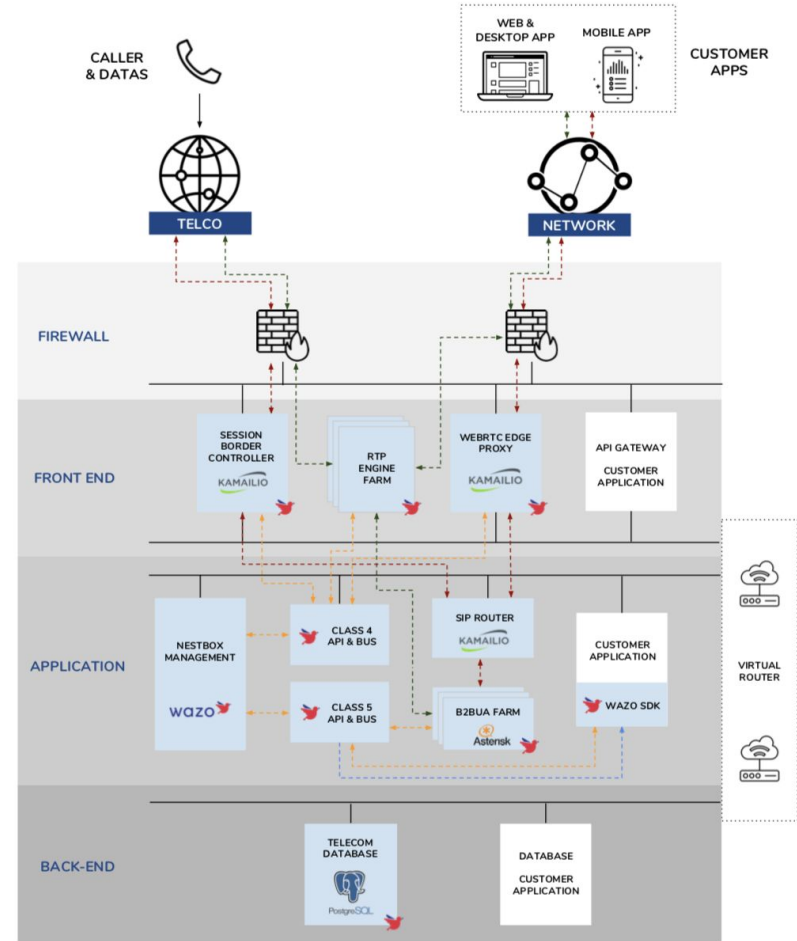 CALLER
& DATAS
WEB &
DESKTOP APP
MOBILE APP
CUSTOMER
APPS
TELCO
NETWORK
FIREWALL
FRONT END
SESSION
BORDER
CONTROLLER
KAMAILIO
RTP
ENGINE
FARM
WEBRTC EDGE
PROXY
KAMAILIO
API GATEWAY
CUSTOMER
APPLICATION
APPLICATION
NESTBOX
MANAGEMENT
wazo
CLASS 4
API & BUS
CLASS 5
API & BUS
SIP ROUTER
KAMAILIO
B2BUA FARM
Asterisk
CUSTOMER
APPLICATION
WAZO SDK
VIRTUAL
ROUTER
BACK-END
TELECOM
DATABASE
PostgreSQL
DATABASE
CUSTOMER
APPLICATION